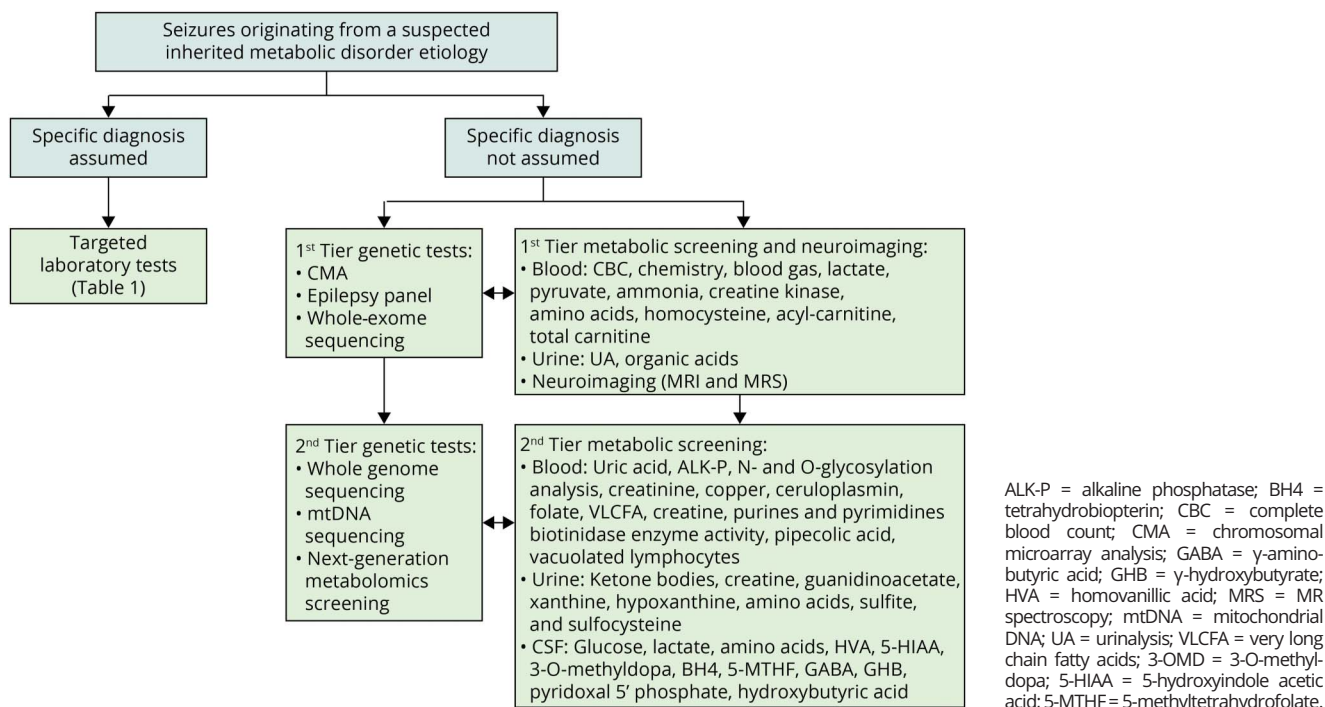 Seizures originating from a suspected
inherited metabolic disorder etiology
Specific diagnosis
assumed
Specific diagnosis
not assumed
Targeted
laboratory tests
(Table 1)
1st Tier genetic tests:
• CMA
• Epilepsy panel
• Whole-exome
sequencing
1st Tier metabolic screening and neuroimaging:
• Blood: CBC, chemistry, blood gas, lactate,
pyruvate, ammonia, creatine kinase,
amino acids, homocysteine, acyl-carnitine,
total carnitine
• Urine: UA, organic acids
• Neuroimaging (MRI and MRS)
2nd Tier genetic tests:
• Whole genome
sequencing
• mtDNA
sequencing
• Next-generation
metabolomics
screening
2nd Tier metabolic screening:
• Blood: Uric acid, ALK-P, N- and O-glycosylation
analysis, creatinine, copper, ceruloplasmin,
folate, VLCFA, creatine, purines and pyrimidines
biotinidase enzyme activity, pipecolic acid,
vacuolated lymphocytes
• Urine: Ketone bodies, creatine, guanidinoacetate,
xanthine, hypoxanthine, amino acids, sulfite,
and sulfocysteine
• CSF: Glucose, lactate, amino acids, HVA, 5-HIAA,
3-O-methyldopa, BH4, 5-MTHF, GABA, GHB,
pyridoxal 5' phosphate, hydroxybutyric acid
ALK-P = alkaline phosphatase; BH4 =
tetrahydrobiopterin; CBC = complete
blood count; CMA = chromosomal
microarray analysis; GABA = γ-amino-
butyric acid; GHB = γ-hydroxybutyrate;
HVA = homovanillic acid; MRS = MR
spectroscopy; mtDNA = mitochondrial
DNA; UA = urinalysis; VLCFA = very long
chain fatty acids; 3-OMD = 3-O-methyl-
dopa; 5-HIAA = 5-hydroxyindole acetic
acid; 5-MTHF = 5-methyltetrahydrofolate.